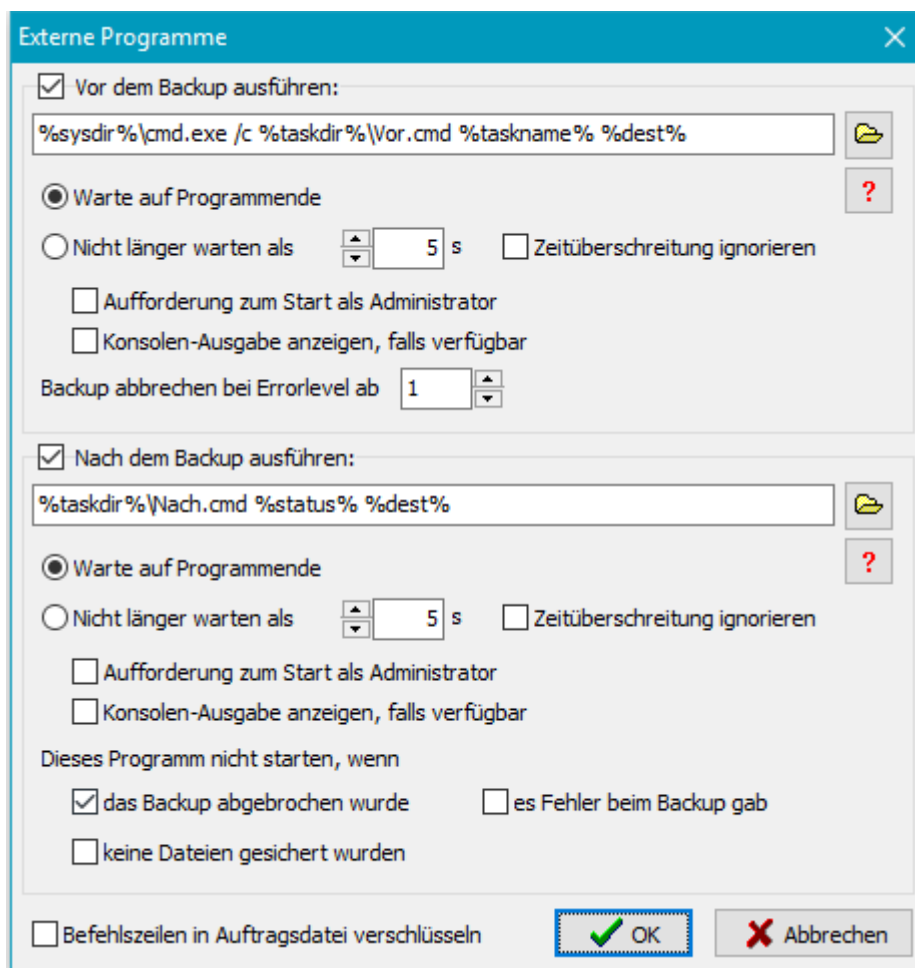 Externe Programme
Vor dem Backup ausführen:
%sysdir%\cmd.exe /c %taskdir%\Vor.cmd %taskname% %dest%
?
Warte auf Programmende
Nicht länger warten als 5 s Zeitüberschreitung ignorieren
Aufforderung zum Start als Administrator
Konsolen-Ausgabe anzeigen, falls verfügbar
Backup abbrechen bei Errorlevel ab 1
Nach dem Backup ausführen:
%taskdir%\Nach.cmd %status% %dest%
?
Warte auf Programmende
Nicht länger warten als 5 s Zeitüberschreitung ignorieren
Aufforderung zum Start als Administrator
Konsolen-Ausgabe anzeigen, falls verfügbar
Dieses Programm nicht starten, wenn
das Backup abgebrochen wurde es Fehler beim Backup gab
keine Dateien gesichert wurden
Befehlszeilen in Auftragsdatei verschlüsseln OK Abbrechen